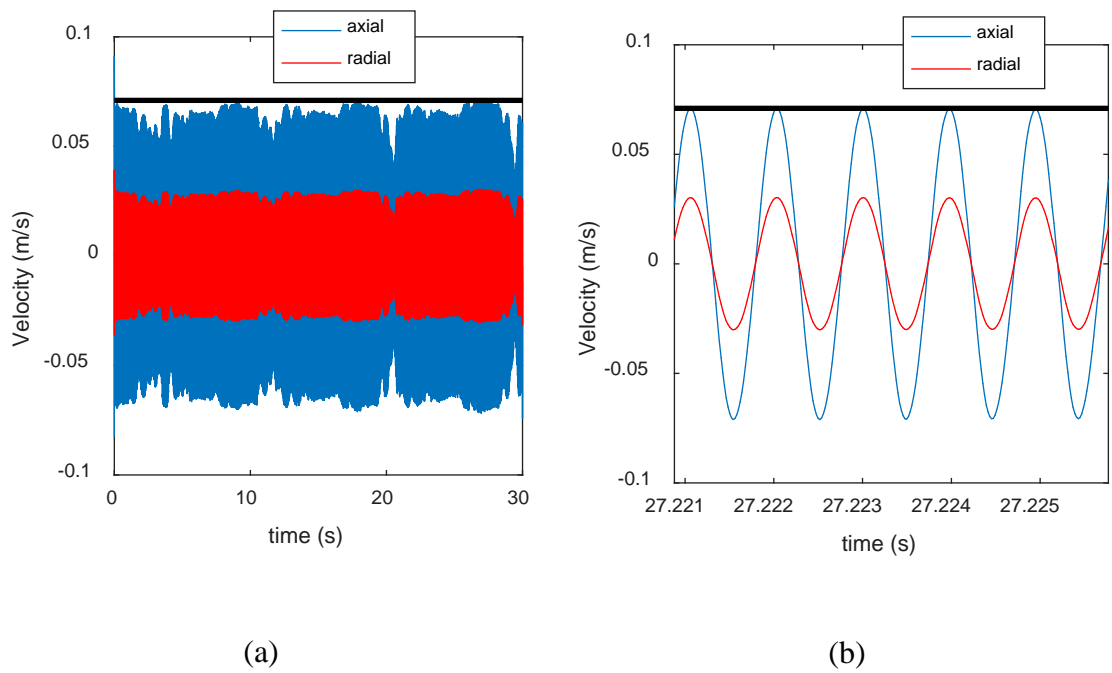 axial
radial
0.1
0.05
0
-0.05
-0.1
Velocity (m/s)
0
10
20
30
time (s)
(a)
axial
radial
0.1
0.05
0
-0.05
-0.1
Velocity (m/s)
27.221
27.222
27.223
27.224
27.225
time (s)
(b)